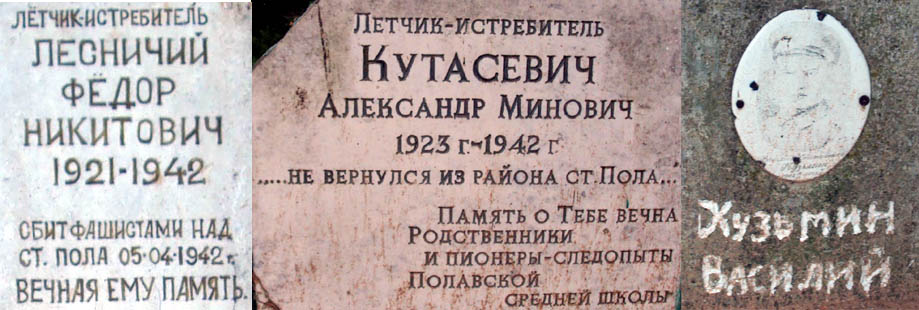 ЛЁТЧИК-ИСТРЕБИТЕЛЬ
ЛЕСНИЧИЙ
ФЁДОР
НИКИТОВИЧ
1921-1942
СБИТ ФАШИСТАМИ НАД
СТ. ПОЛА 05·04·1942 г.
ВЕЧНАЯ ЕМУ ПАМЯТЬ.
ЛЕТЧИК-ИСТРЕБИТЕЛЬ
КУТАСЕВИЧ
АЛЕКСАНДР МИНОВИЧ
1923 г.-1942 г
„....НЕ ВЕРНУЛСЯ ИЗ РАЙОНА СТ. ПОЛА...
ПАМЯТЬ О ТЕБЕ ВЕЧНА
РОДСТВЕННИКИ
И ПИОНЕРЫ-СЛЕДОПЫТЫ
ПОЛАВСКОЙ
СРЕДНЕЙ ШКОЛЫ
Кузьмин
Василий